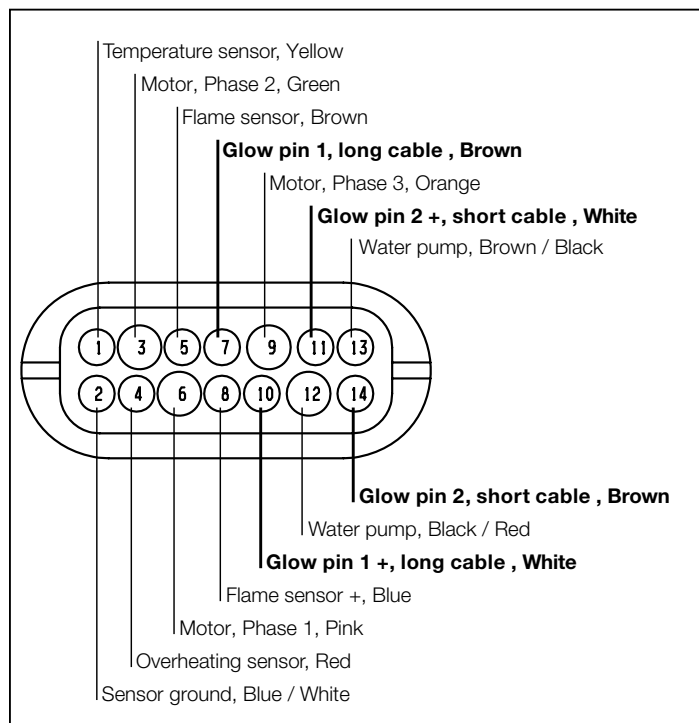 Temperature sensor, Yellow
Motor, Phase 2, Green
Flame sensor, Brown
Glow pin 1, long cable , Brown
Motor, Phase 3, Orange
Glow pin 2 +, short cable , White
Water pump, Brown / Black
1 3 5 7 9 11 13
2 4 6 8 10 12 14
Glow pin 2, short cable , Brown
Water pump, Black / Red
Glow pin 1 +, long cable , White
Flame sensor +, Blue
Motor, Phase 1, Pink
Overheating sensor, Red
Sensor ground, Blue / White